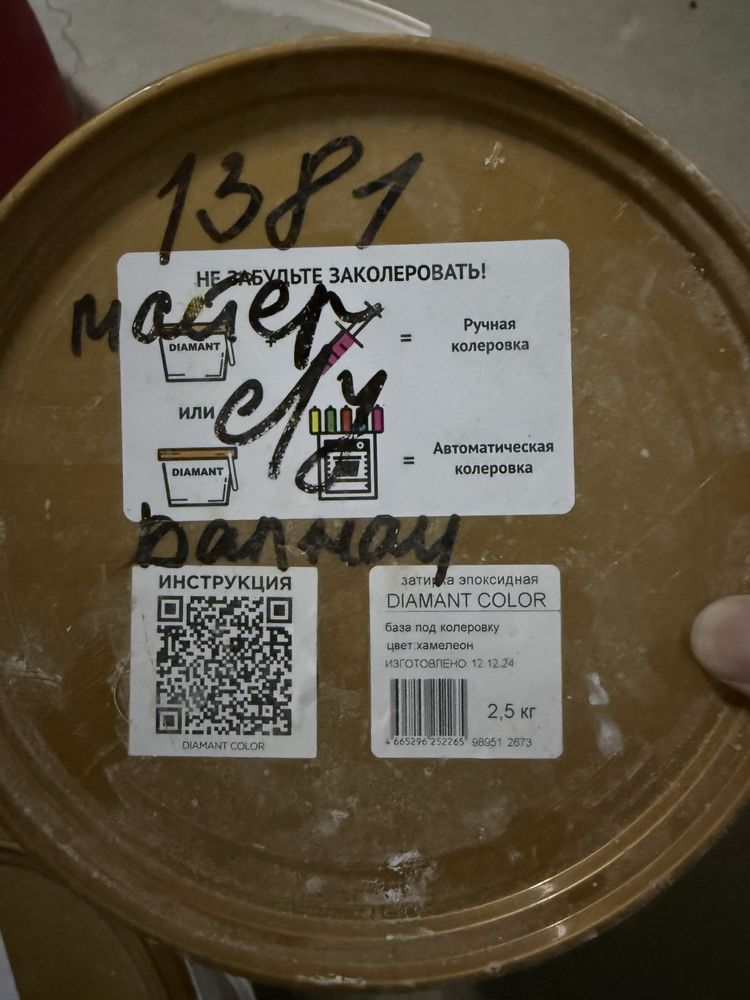 1381
НЕ ЗАБУДЬТЕ ЗАКОЛЕРОВАТЬ!
мастер
DIAMANT
=
Ручная
колеровка
или
с/у
DIAMANT
=
Автоматическая
колеровка
ИНСТРУКЦИЯ
DIAMANT COLOR
затирка эпоксидная
DIAMANT COLOR
база под колеровку
цвет:хамелеон
ИЗГОТОВЛЕНО: 12.12.24
2,5 кг
4 665296 252265
98951 2673